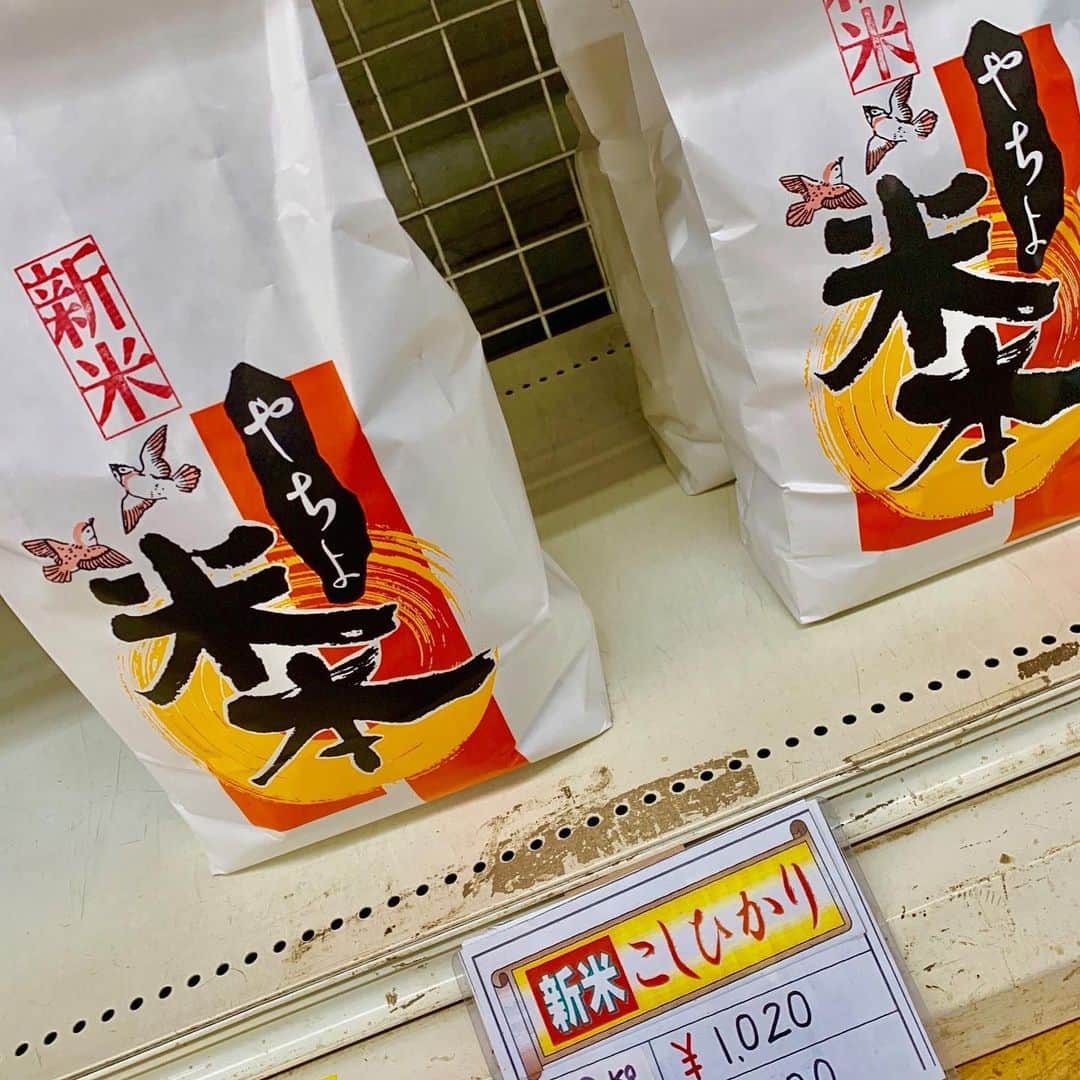 新米
やちよ
米本
新米
やちよ
米本
新米 こしひかり
¥1,020